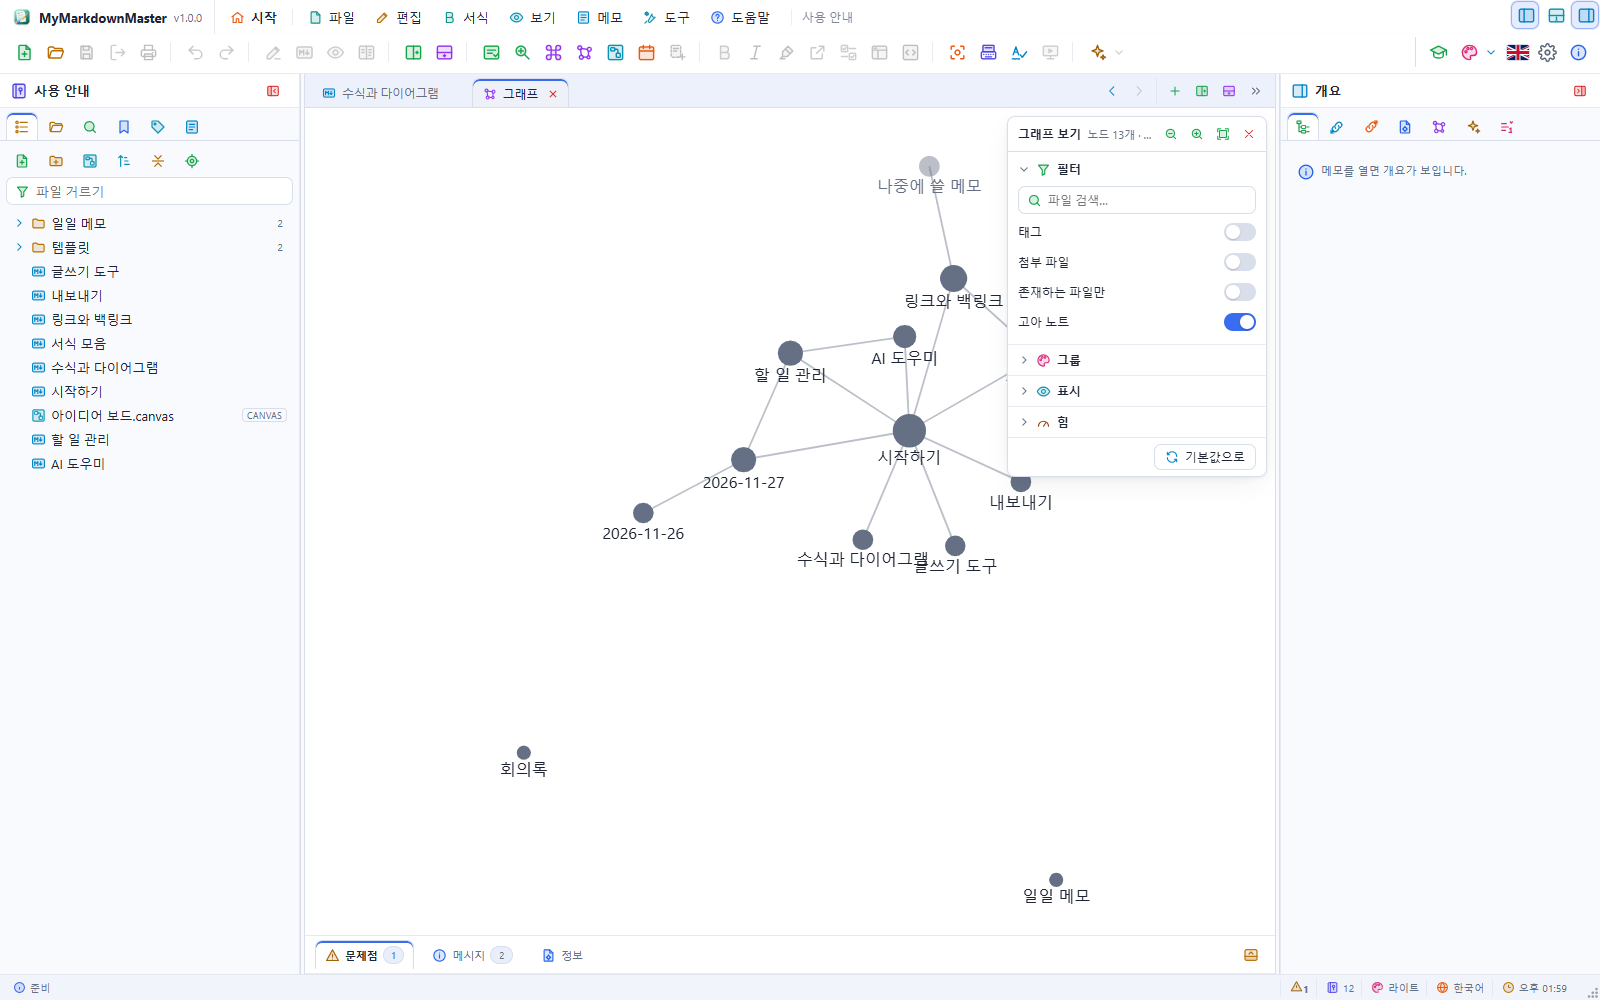 MyMarkdownMaster v1.0.0
시작
파일
편집
서식
보기
메모
도구
도움말
사용 안내
사용 안내
파일 거르기
일일 메모 2
템플릿 2
글쓰기 도구
내보내기
링크와 백링크
서식 모음
수식과 다이어그램
시작하기
아이디어 보드.canvas CANVAS
할 일 관리
AI 도우미
수식과 다이어그램
그래프
나중에 쓸 메모
링크와 백링크
AI 도우미
할 일 관리
시작하기
2026-11-27
내보내기
2026-11-26
수식과 다이어그램
글쓰기 도구
회의록
일일 메모
그래프 보기 노드 13개 · ...
필터
파일 검색...
태그
첨부 파일
존재하는 파일만
고아 노트
그룹
표시
힘
기본값으로
문제점 1
메시지 2
정보
개요
메모를 열면 개요가 보입니다.
준비
1
12
라이트
한국어
오후 01:59